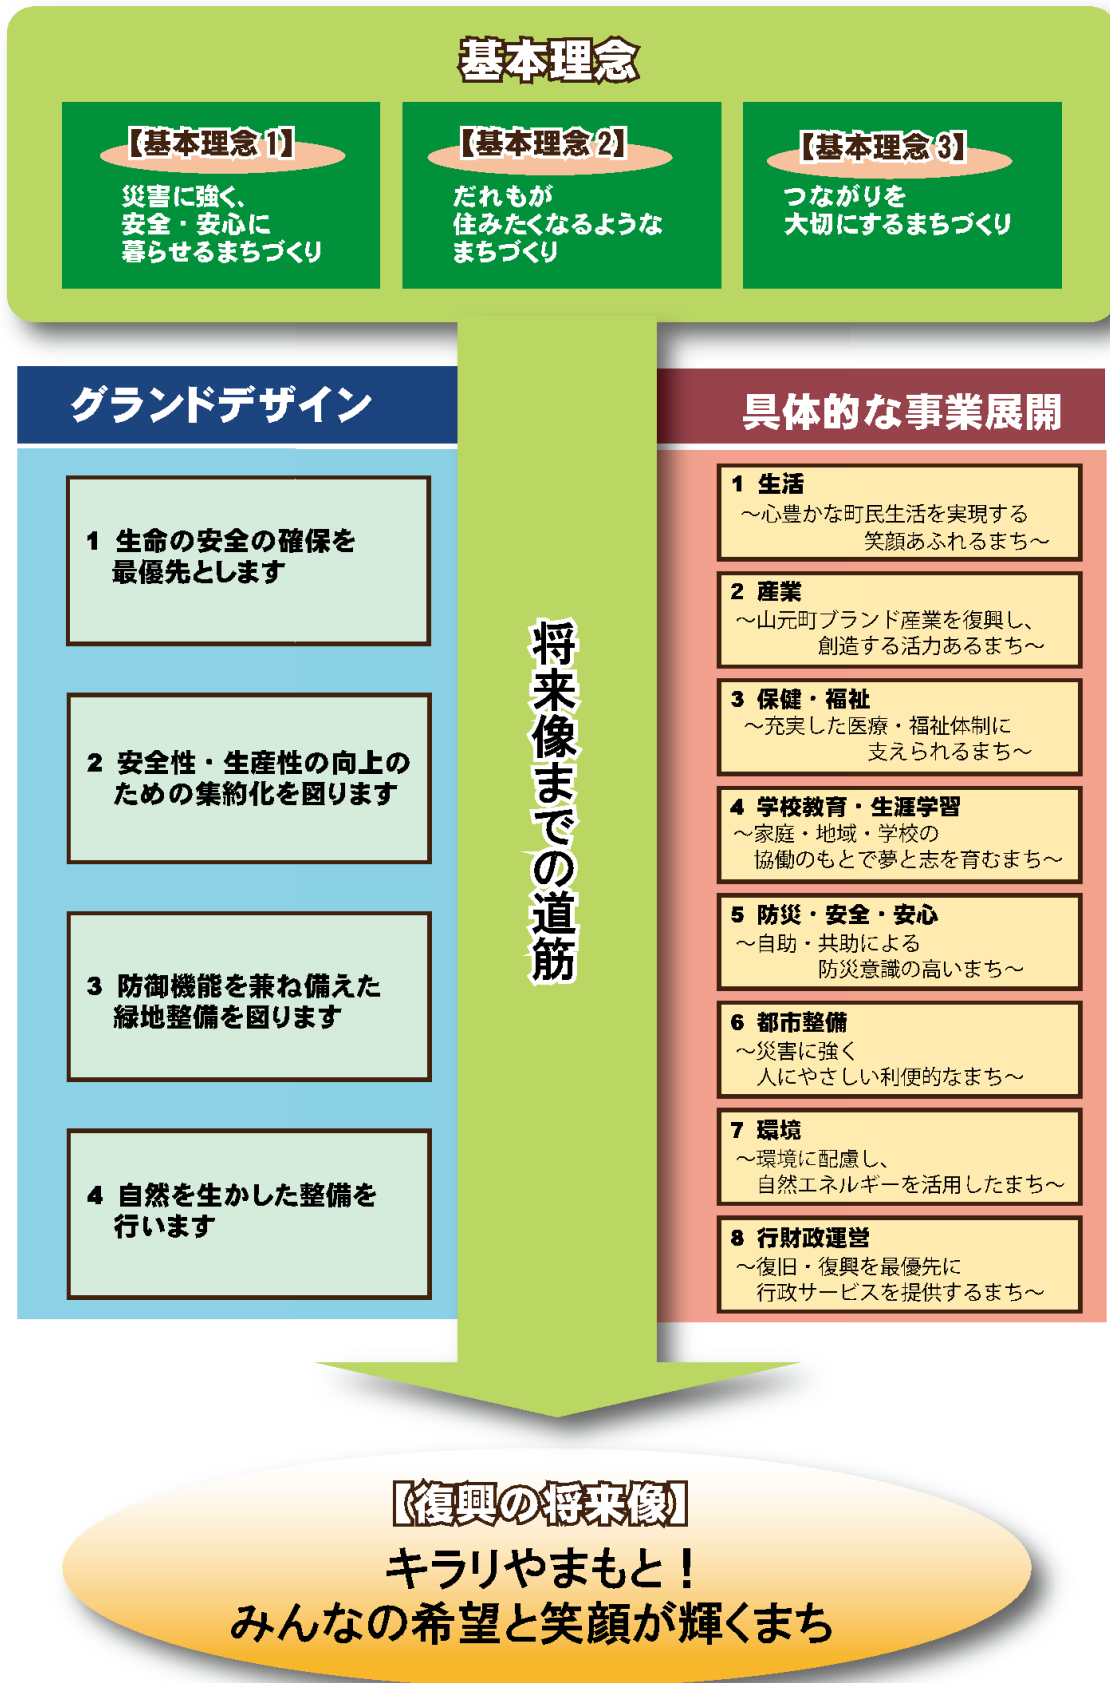 基本理念
【基本理念 1】
災害に強く、
安全・安心に
暮らせるまちづくり
【基本理念 2】
だれもが
住みたくなるような
まちづくり
【基本理念 3】
つながりを
大切にするまちづくり
グランドデザイン
1 生命の安全の確保を
最優先とします
2 安全性・生産性の向上の
ための集約化を図ります
3 防御機能を兼ね備えた
緑地整備を図ります
4 自然を生かした整備を
行います
将来像までの道筋
具体的な事業展開
1 生活
～心豊かな町民生活を実現する
笑顔あふれるまち～
2 産業
～山元町ブランド産業を復興し、
創造する活力あるまち～
3 保健・福祉
～充実した医療・福祉体制に
支えられるまち～
4 学校教育・生涯学習
～家庭・地域・学校の
協働のもとで夢と志を育むまち～
5 防災・安全・安心
～自助・共助による
防災意識の高いまち～
6 都市整備
～災害に強く
人にやさしい利便的なまち～
7 環境
～環境に配慮し、
自然エネルギーを活用したまち～
8 行財政運営
～復旧・復興を最優先に
行政サービスを提供するまち～
【復興の将来像】
キラリやまもと！
みんなの希望と笑顔が輝くまち